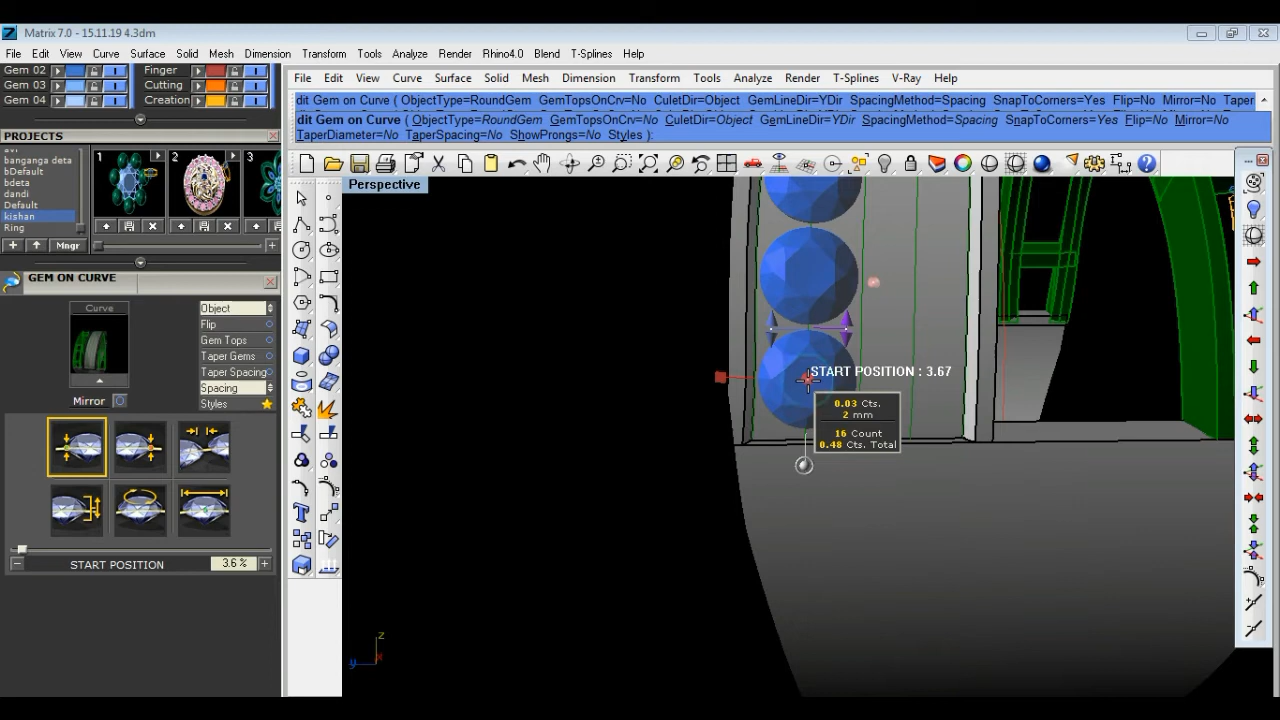 Matrix 7.0 - 15.11.19 4.3dm
File Edit View Curve Surface Solid Mesh Dimension Transform Tools Analyze Render Rhino4.0 Blend T-Splines Help
Gem 02 Finger
Gem 03 Cutting
Gem 04 Creation
File Edit View Curve Surface Solid Mesh Dimension Transform Tools Analyze Render T-Splines V-Ray Help
dit Gem on Curve ( ObjectType=RoundGem GemTopsOnCrv=No CuletDir=Object GemLineDir=YDir SpacingMethod=Spacing SnapToCorners=Yes Flip=No Mirror=No Taper
dit Gem on Curve ( ObjectType=RoundGem GemTopsOnCrv=No CuletDir=Object GemLineDir=YDir SpacingMethod=Spacing SnapToCorners=Yes Flip=No Mirror=No
TaperDiameter=No TaperSpacing=No ShowProngs=No Styles ):
PROJECTS
banganga deta
bDefault
bdeta
dandi
Default
kishan
Ring
1 2 3
Mngr
GEM ON CURVE
Curve
Object
Flip
Gem Tops
Taper Gems
Taper Spacing
Spacing
Styles
Mirror
START POSITION 3.6 %
Perspective
START POSITION : 3.67
0.03 Cts.
2 mm
16 Count
0.48 Cts. Total
z
y
x